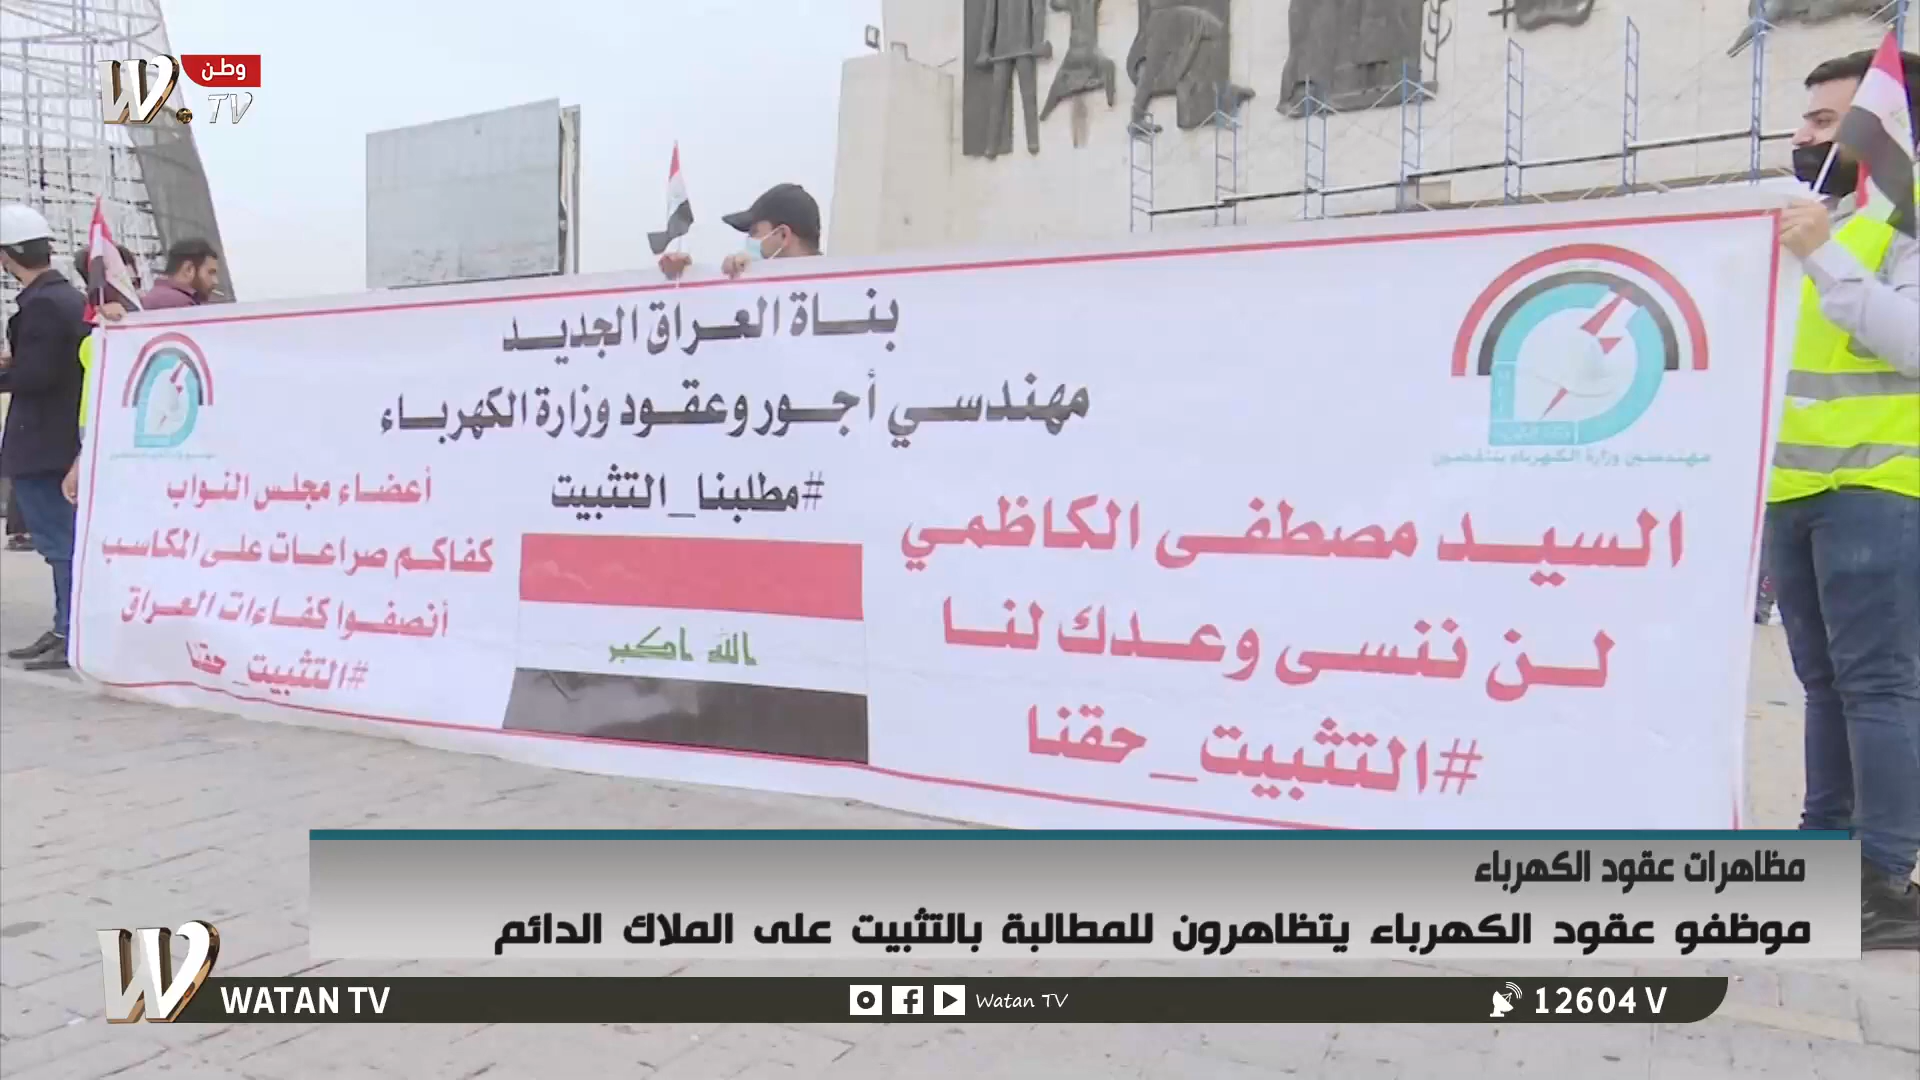 وطن
W.
TV
بناة العراق الجديد
مهندسي أجور وعقود وزارة الكهرباء
#مطلبنا_التثبيت
الله اكبر
مهندسين وزارة الكهرباء ينتفضون
السيد مصطفى الكاظمي
لن ننسى وعدك لنا
#التثبيت_حقنا
أعضاء مجلس النواب
كفاكم صراعات على المكاسب
أنصفوا كفاءات العراق
#التثبيت_حقنا
مظاهرات عقود الكهرباء
موظفو عقود الكهرباء يتظاهرون للمطالبة بالتثبيت على الملاك الدائم
W WATAN TV
Watan TV
12604 V